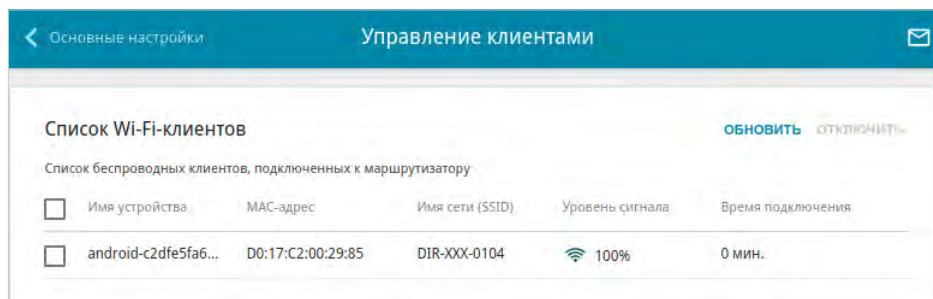 Основные настройки Управление клиентами
Список Wi-Fi-клиентов ОБНОВИТЬ ОТКЛЮЧИТЬ
Список беспроводных клиентов, подключенных к маршрутизатору
Имя устройства MAC-адрес Имя сети (SSID) Уровень сигнала Время подключения
android-c2dfe5fa6... D0:17:C2:00:29:85 DIR-XXX-0104 100% 0 мин.